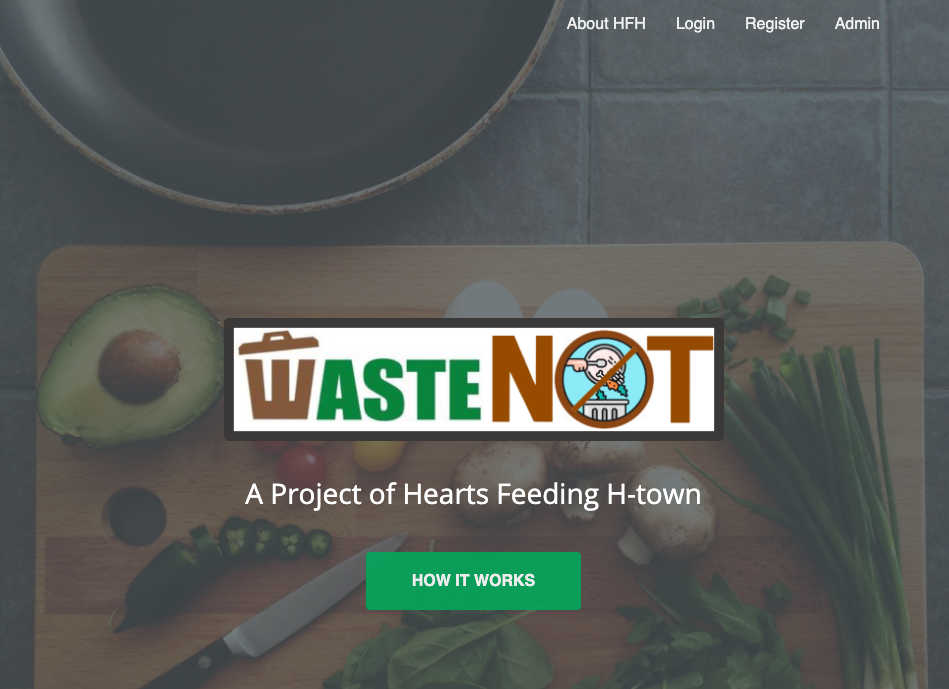 About HFH Login Register Admin
WASTE NOT
A Project of Hearts Feeding H-town
HOW IT WORKS